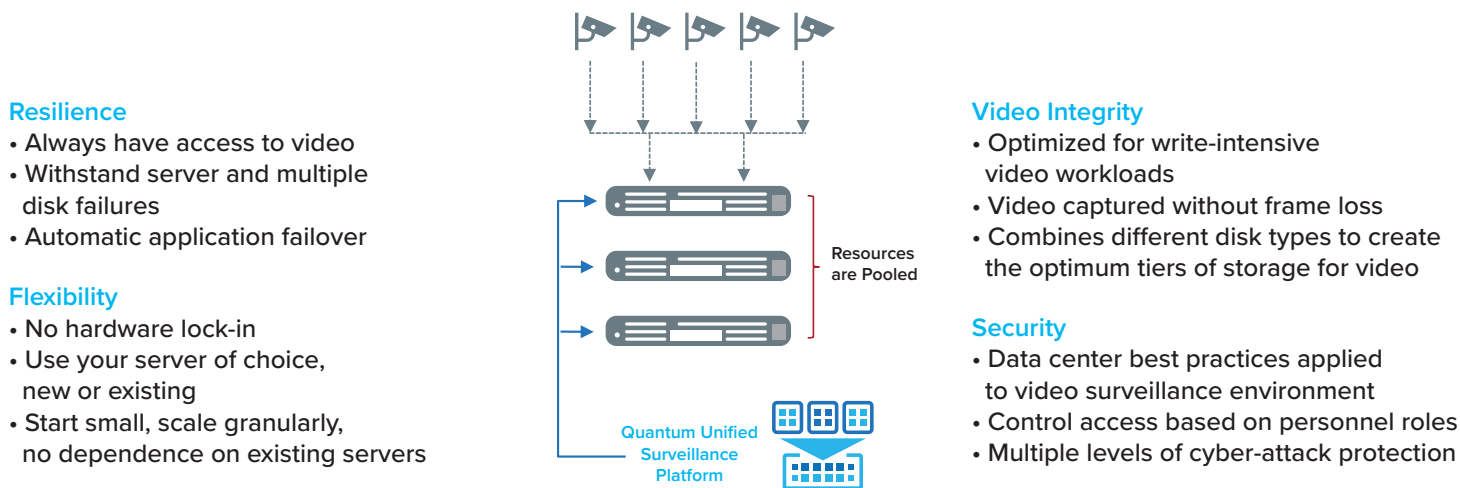 Resilience
• Always have access to video
• Withstand server and multiple
disk failures
• Automatic application failover
Flexibility
• No hardware lock-in
• Use your server of choice,
new or existing
• Start small, scale granularly,
no dependence on existing servers
Resources
are Pooled
Quantum Unified
Surveillance
Platform
Video Integrity
• Optimized for write-intensive
video workloads
• Video captured without frame loss
• Combines different disk types to create
the optimum tiers of storage for video
Security
• Data center best practices applied
to video surveillance environment
• Control access based on personnel roles
• Multiple levels of cyber-attack protection